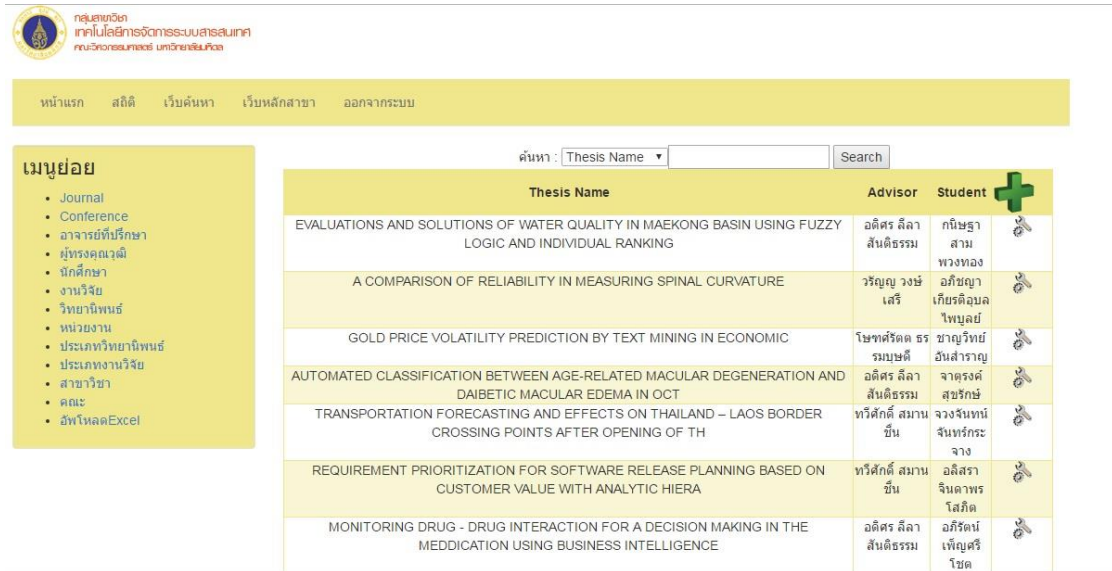 กลุ่มสาขาวิชา
เทคโนโลยีการจัดการระบบสารสนเทศ
คณะวิศวกรรมศาสตร์ มหาวิทยาลัยมหิดล
หน้าแรก สถิติ เว็บค้นหา เว็บหลักสาขา ออกจากระบบ
เมนูย่อย
Journal
Conference
อาจารย์ที่ปรึกษา
ผู้ทรงคุณวุฒิ
นักศึกษา
งานวิจัย
วิทยานิพนธ์
หน่วยงาน
ประเภทวิทยานิพนธ์
ประเภทงานวิจัย
สาขาวิชา
คณะ
อัพโหลดExcel
ค้นหา : Thesis Name Search
Thesis Name Advisor Student
EVALUATIONS AND SOLUTIONS OF WATER QUALITY IN MAEKONG BASIN USING FUZZY อดิศร ลีลา กนิษฐา
LOGIC AND INDIVIDUAL RANKING สันติธรรม สาม
พวงทอง
A COMPARISON OF RELIABILITY IN MEASURING SPINAL CURVATURE วรัญญู วงษ์ อภิชญา
เสรี เกียรติอุบล
ไพบูลย์
GOLD PRICE VOLATILITY PREDICTION BY TEXT MINING IN ECONOMIC โษฑศ์รัตต ธร ชาญวิทย์
รมบุษดี อันสำราญ
AUTOMATED CLASSIFICATION BETWEEN AGE-RELATED MACULAR DEGENERATION AND อดิศร ลีลา จาตุรงค์
DAIBETIC MACULAR EDEMA IN OCT สันติธรรม สุขรักษ์
TRANSPORTATION FORECASTING AND EFFECTS ON THAILAND – LAOS BORDER ทวีศักดิ์ สมาน จวงจันทน์
CROSSING POINTS AFTER OPENING OF TH ชื่น จันทร์กระ
จาง
REQUIREMENT PRIORITIZATION FOR SOFTWARE RELEASE PLANNING BASED ON ทวีศักดิ์ สมาน อลิสรา
CUSTOMER VALUE WITH ANALYTIC HIERA ชื่น จินดาพร
โสภิต
MONITORING DRUG - DRUG INTERACTION FOR A DECISION MAKING IN THE อดิศร ลีลา อภิรัตน์
MEDDICATION USING BUSINESS INTELLIGENCE สันติธรรม เพ็ญศรี
โชต